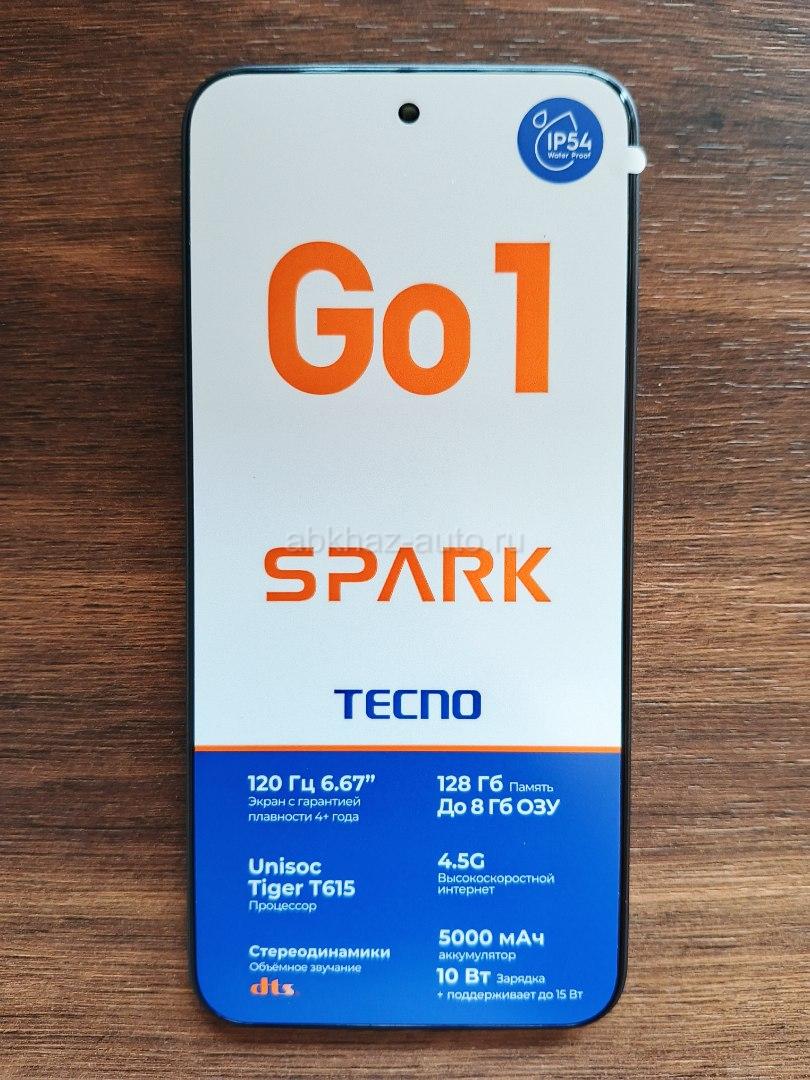 IP54
Water Proof
Go1
abkhaz-auto.ru
SPARK
TECNO
120 Гц 6.67”
Экран с гарантией
плавности 4+ года
128 Гб Память
До 8 Гб ОЗУ
Unisoc
Tiger T615
Процессор
4.5G
Высокоскоростной
интернет
Стереодинамики
Объёмное звучание
dts
5000 мАч
аккумулятор
10 Вт Зарядка
+ поддерживает до 15 Вт